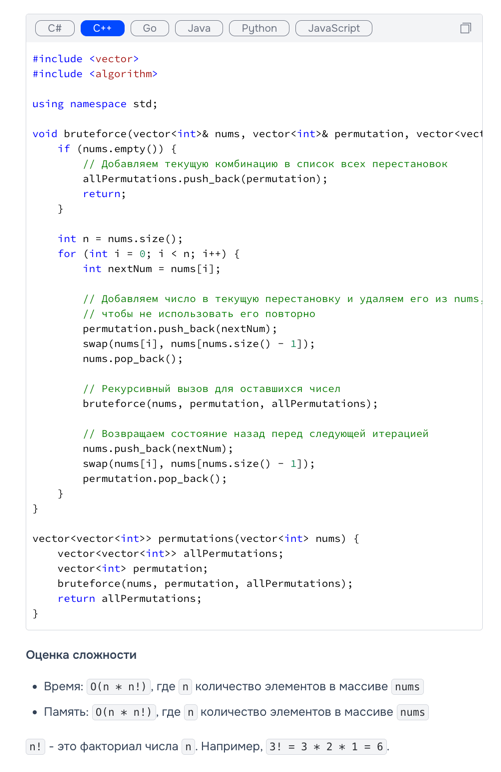 C# C++ Go Java Python JavaScript
#include <vector>
#include <algorithm>
using namespace std;
void bruteforce(vector<int>& nums, vector<int>& permutation, vector<vect
if (nums.empty()) {
// Добавляем текущую комбинацию в список всех перестановок
allPermutations.push_back(permutation);
return;
}
int n = nums.size();
for (int i = 0; i < n; i++) {
int nextNum = nums[i];
// Добавляем число в текущую перестановку и удаляем его из nums,
// чтобы не использовать его повторно
permutation.push_back(nextNum);
swap(nums[i], nums[nums.size() - 1]);
nums.pop_back();
// Рекурсивный вызов для оставшихся чисел
bruteforce(nums, permutation, allPermutations);
// Возвращаем состояние назад перед следующей итерацией
nums.push_back(nextNum);
swap(nums[i], nums[nums.size() - 1]);
permutation.pop_back();
}
}
vector<vector<int>> permutations(vector<int> nums) {
vector<vector<int>> allPermutations;
vector<int> permutation;
bruteforce(nums, permutation, allPermutations);
return allPermutations;
}
Оценка сложности
• Время: O(n * n!), где n количество элементов в массиве nums
• Память: O(n * n!), где n количество элементов в массиве nums
n! - это факториал числа n. Например, 3! = 3 * 2 * 1 = 6.